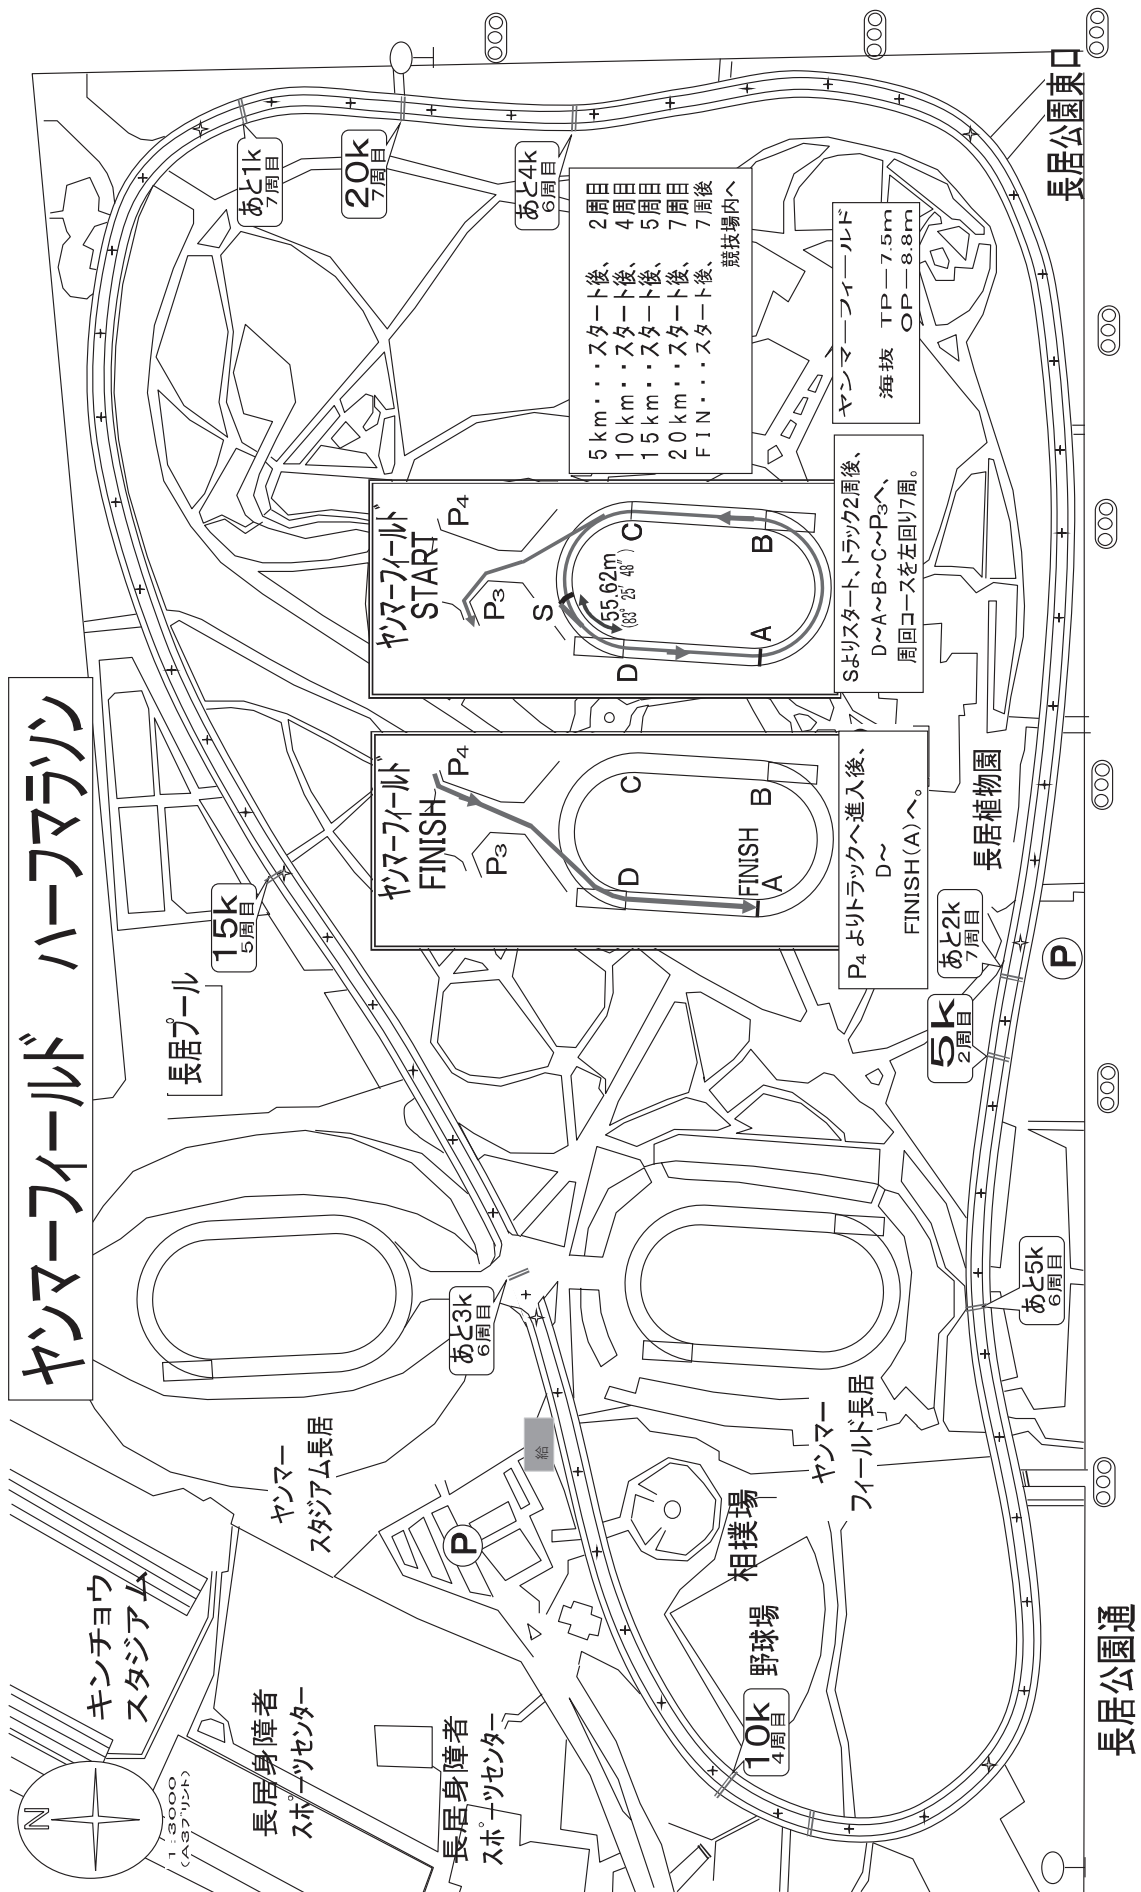 ヤンマーフィールド　ハーフマラソン
N
1:3000
(A3プリント)
キンチョウ
スタジアム
長居身障者
スポーツセンター
長居身障者
スポーツセンター
ヤンマー
スタジアム長居
長居プール
15k
5周目
あと1k
7周目
20k
7周目
あと4k
6周目
あと3k
6周目
給
P
ヤンマーフィールド
FINISH
P4
P3
C
D
B
FINISH
A
P4よりトラックへ進入後、
D～
FINISH(A)へ。
ヤンマーフィールド
START
P4
P3
S
C
55.62m
(83° 25′ 48″)
D
B
A
Sよりスタート、トラック2周後、
D～A～B～C～P3へ、
周回コースを左回り7周。
5km・・スタート後、2周目
10km・・スタート後、4周目
15km・・スタート後、5周目
20km・・スタート後、7周目
FIN・・・スタート後、7周後
競技場内へ
ヤンマーフィールド
海抜　TP―7.5m
OP―8.8m
相撲場
野球場
10k
4周目
ヤンマー
フィールド長居
あと5k
6周目
5k
2周目
あと2k
7周目
P
長居植物園
長居公園通
長居公園東口